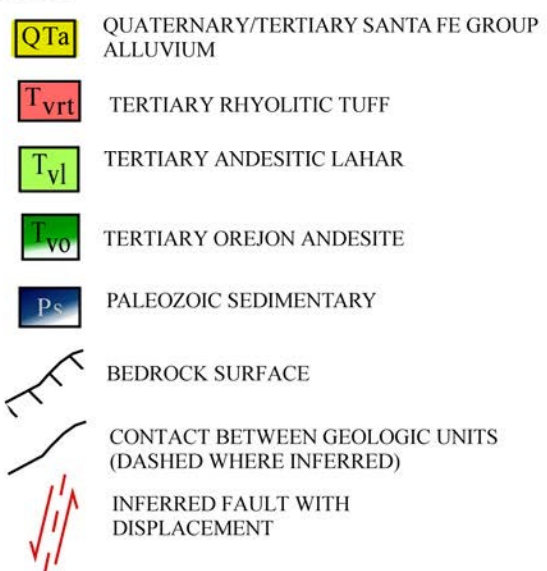 QTa QUATERNARY/TERTIARY SANTA FE GROUP
ALLUVIUM
Tvrt TERTIARY RHYOLITIC TUFF
Tvl TERTIARY ANDESITIC LAHAR
Tvo TERTIARY OREJON ANDESITE
Ps PALEOZOIC SEDIMENTARY
BEDROCK SURFACE
CONTACT BETWEEN GEOLOGIC UNITS
(DASHED WHERE INFERRED)
INFERRED FAULT WITH
DISPLACEMENT